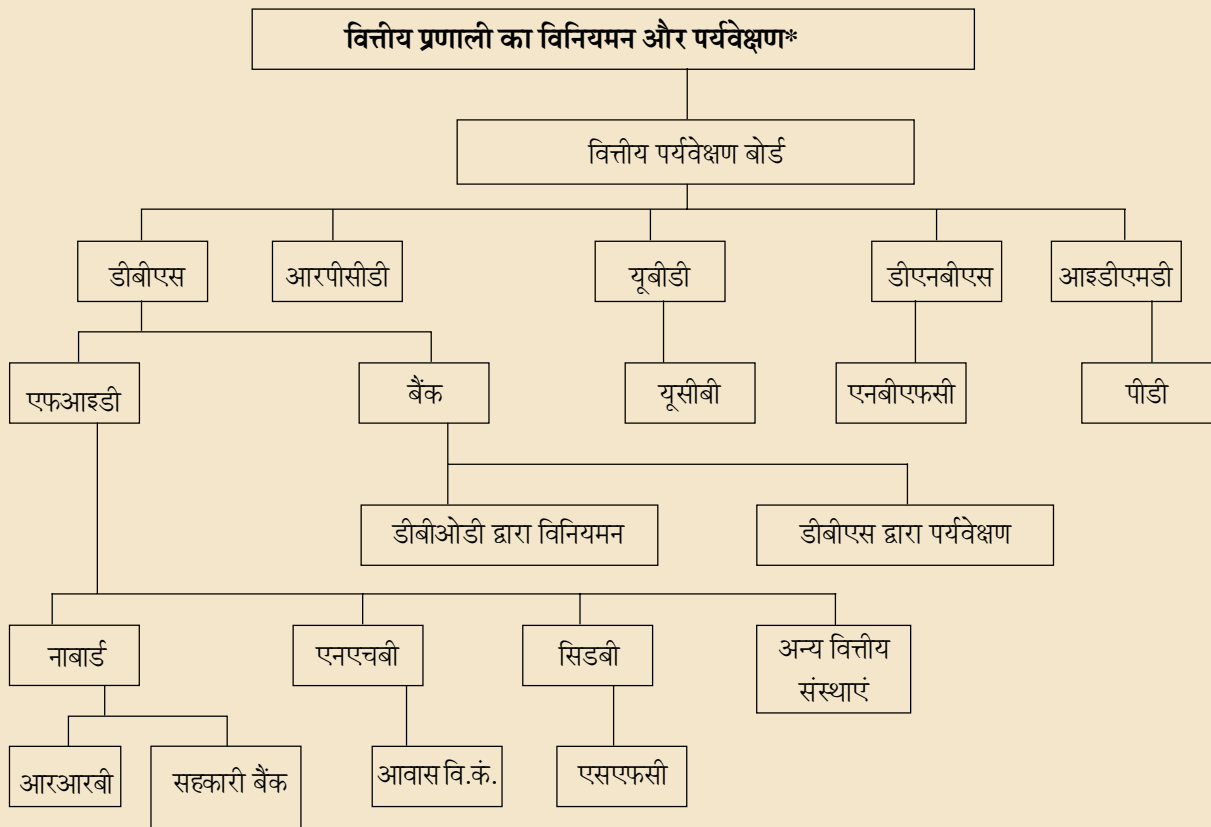 वित्तीय प्रणाली का विनियमन और पर्यवेक्षण*
वित्तीय पर्यवेक्षण बोर्ड
डीबीएस
आरपीसीडी
यूबीडी
डीएनबीएस
आइडीएमडी
एफआइडी
बैंक
यूसीबी
एनबीएफसी
पीडी
डीबीओडी द्वारा विनियमन
डीबीएस द्वारा पर्यवेक्षण
नाबार्ड
एनएचबी
सिडबी
अन्य वित्तीय
संस्थाएं
आरआरबी
सहकारी बैंक
आवास वि.कं.
एसएफसी